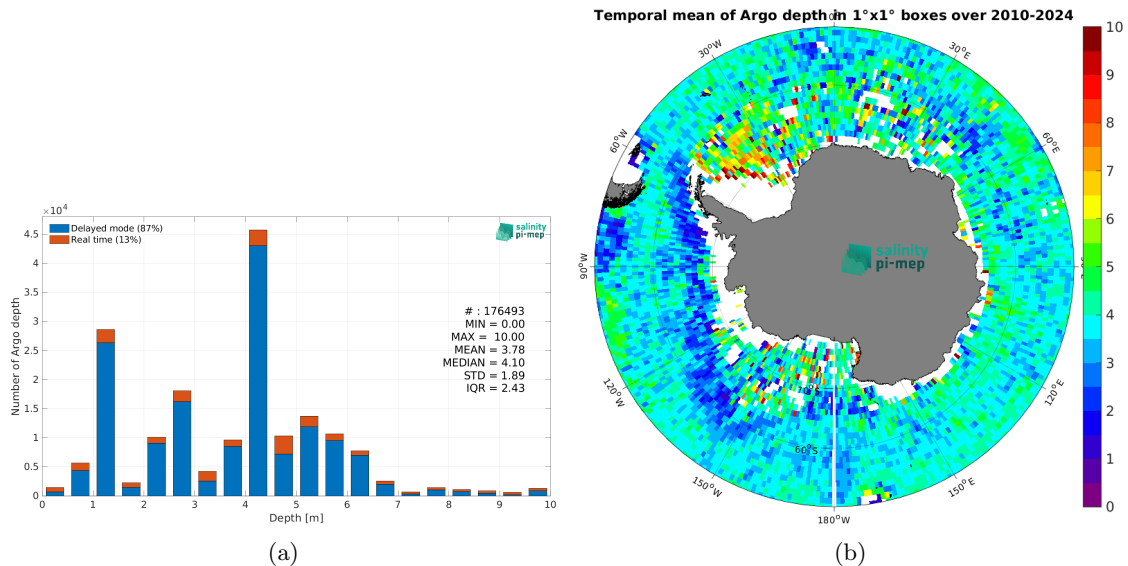 ×10⁴
4.5
4
3.5
3
2.5
2
1.5
1
0.5
0
Number of Argo depth
Delayed mode (87%)
Real time (13%)
salinity
pi-mep
# : 176493
MIN = 0.00
MAX = 10.00
MEAN = 3.78
MEDIAN = 4.10
STD = 1.89
IQR = 2.43
0 1 2 3 4 5 6 7 8 9 10
Depth [m]
(a)
Temporal mean of Argo depth in 1°x1° boxes over 2010-2024
30°W
30°E
60°W
60°E
90°W
120°W
120°E
150°W
150°E
180°W
70°S
60°S
salinity
pi-mep
10
9
8
7
6
5
4
3
2
1
0
(b)